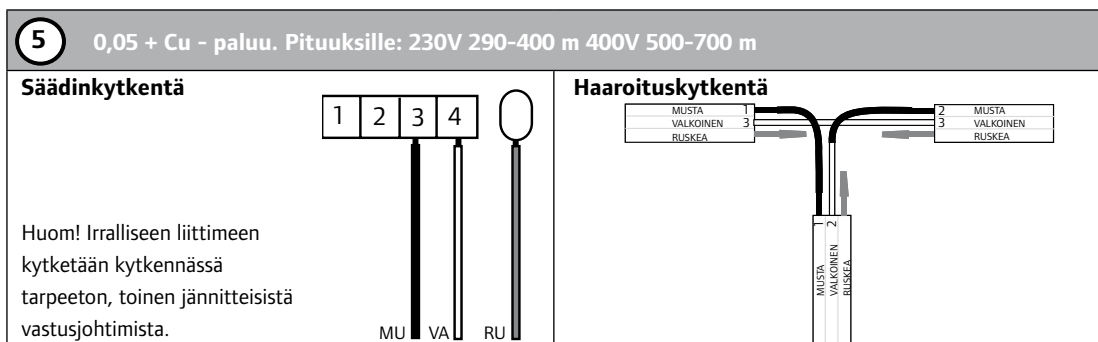 5 0,05 + Cu - paluu. Pituuksille: 230V 290-400 m 400V 500-700 m
Säädinkytkentä
1 2 3 4
Huom! Irralliseen liittimeen
kytketään kytkennässä
tarpeeton, toinen jännitteisistä
vastusjohtimista.
MU VA RU
Haaroituskytkentä
MUSTA 1
VALKOINEN 3
RUSKEA
2 MUSTA
3 VALKOINEN
RUSKEA
1 MUSTA
2 VALKOINEN
RUSKEA